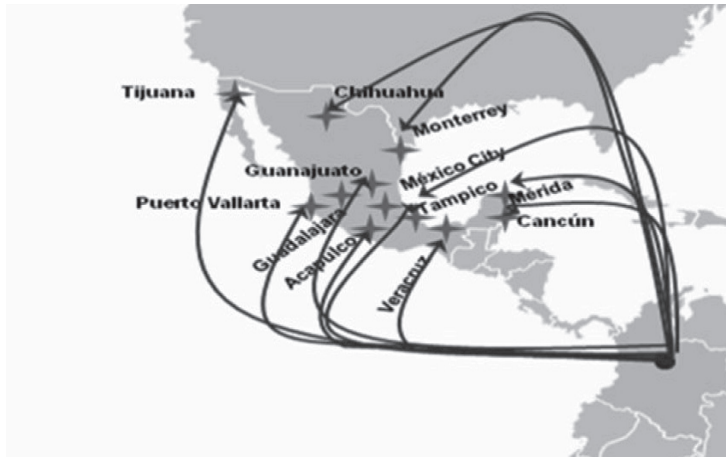 Tijuana
Chihuahua
Monterrey
Guanajuato
México City
Puerto Vallarta
Guadalajara
Acapulco
Tampico
Mérida
Cancún
Veracruz